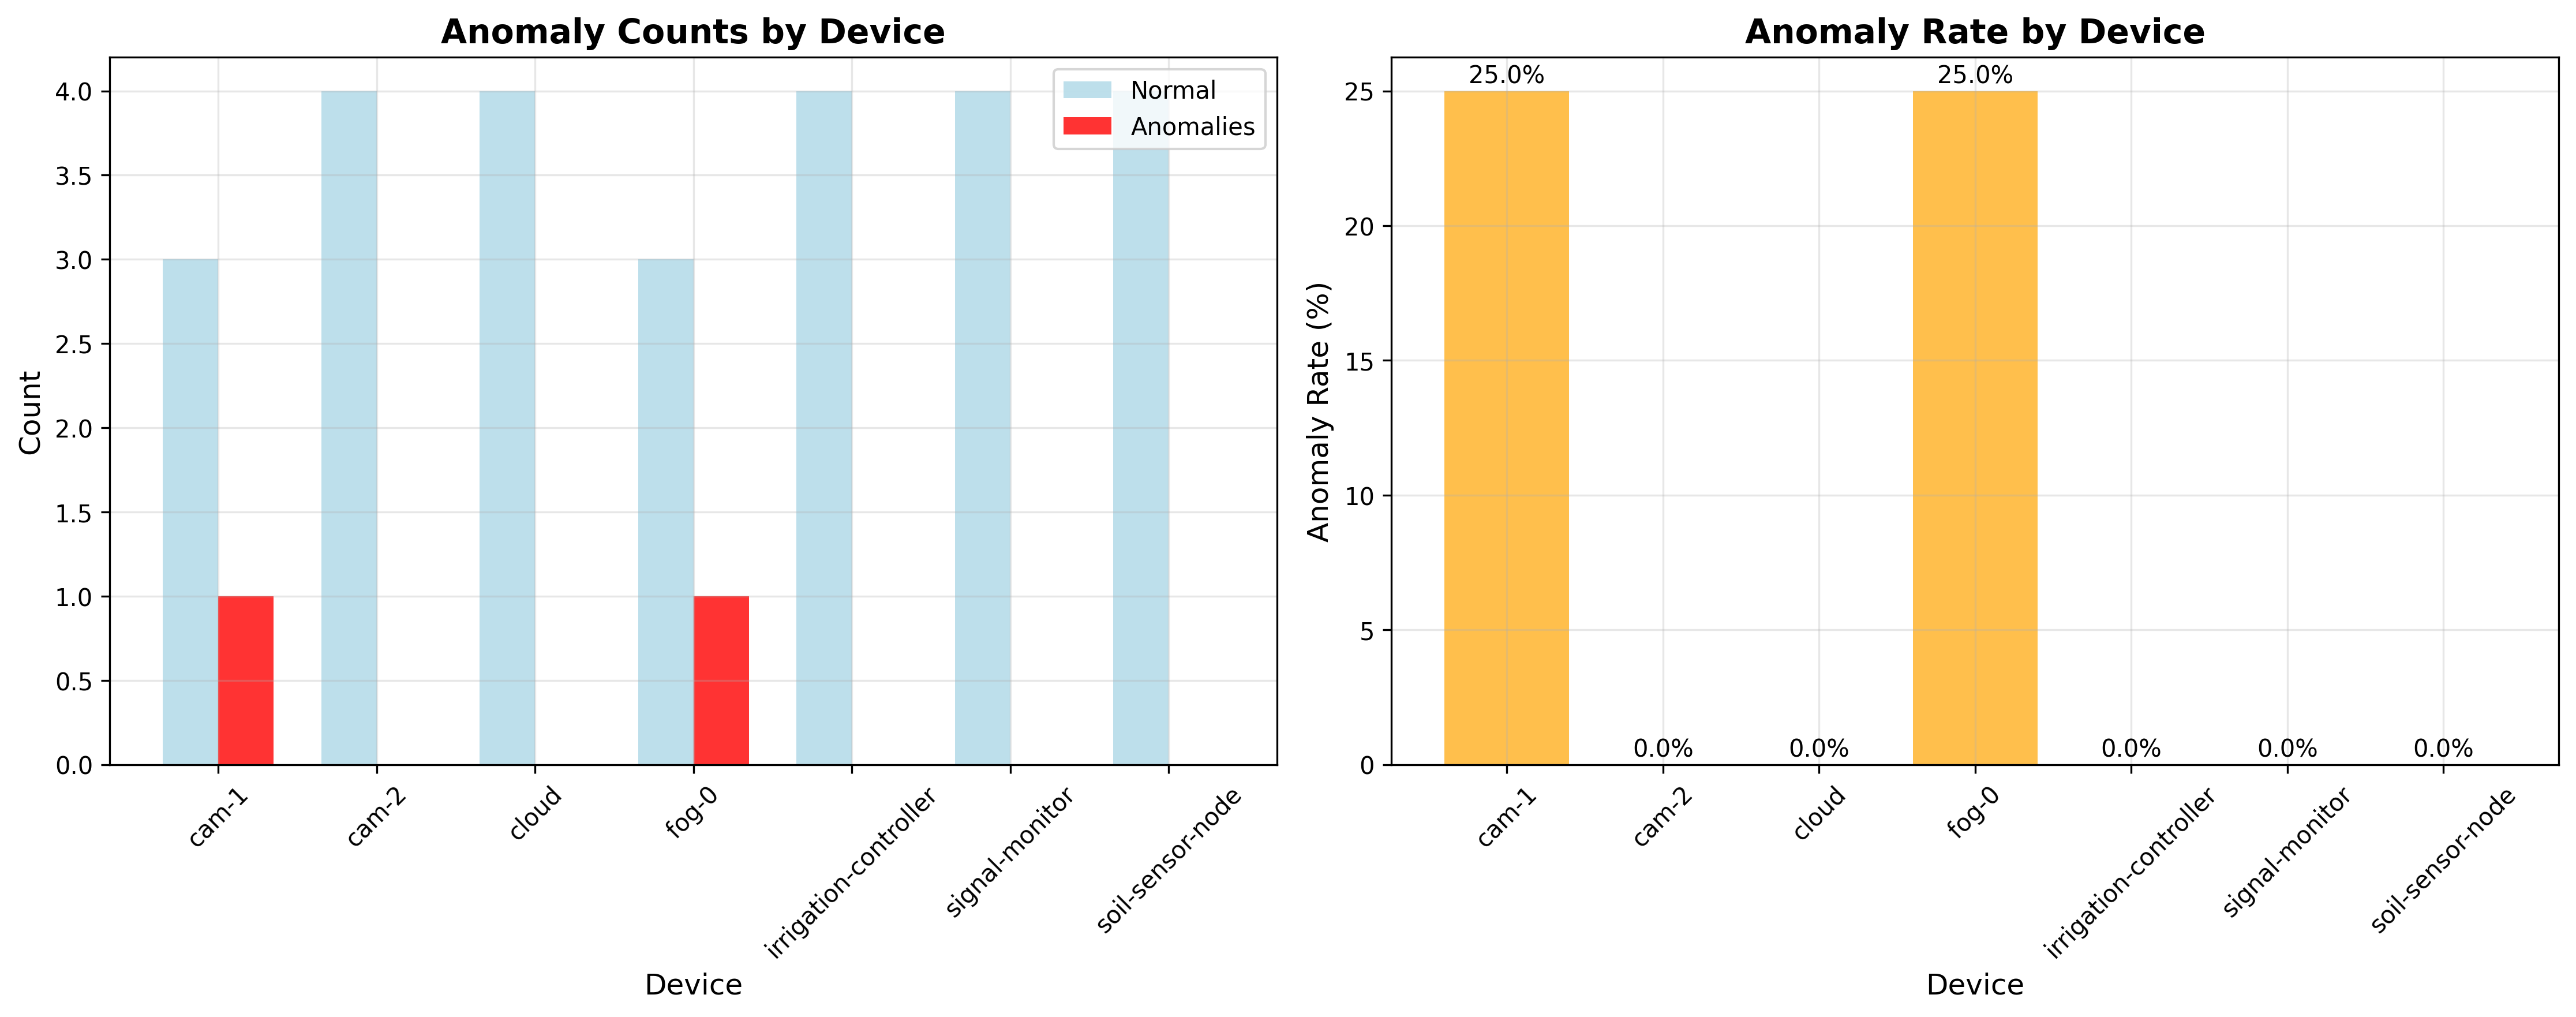 Anomaly Counts by Device
Normal
Anomalies
Count
4.0
3.5
3.0
2.5
2.0
1.5
1.0
0.5
0.0
cam-1
cam-2
cloud
fog-0
irrigation-controller
signal-monitor
soil-sensor-node
Device
Anomaly Rate by Device
Anomaly Rate (%)
25
20
15
10
5
0
25.0%
0.0%
0.0%
25.0%
0.0%
0.0%
0.0%
cam-1
cam-2
cloud
fog-0
irrigation-controller
signal-monitor
soil-sensor-node
Device